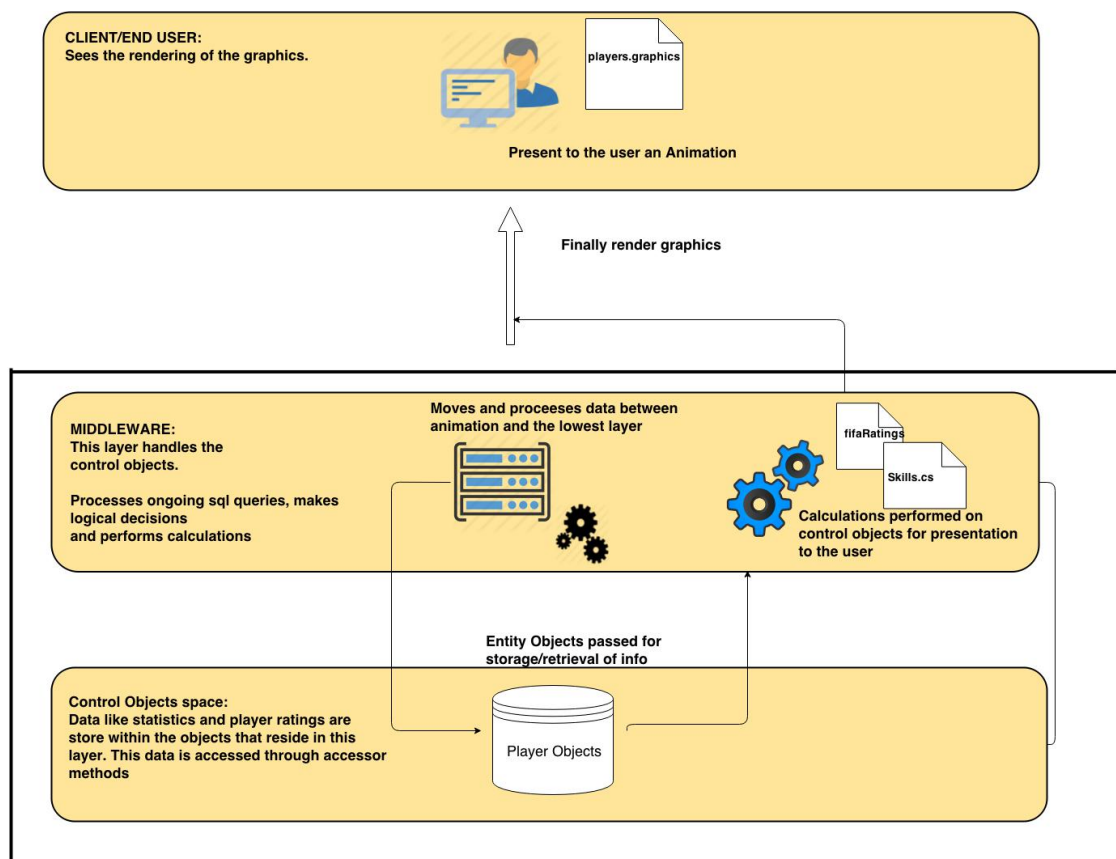 CLIENT/END USER:
Sees the rendering of the graphics.
players.graphics
Present to the user an Animation
Finally render graphics
MIDDLEWARE:
This layer handles the
control objects.
Processes ongoing sql queries, makes
logical decisions
and performs calculations
Moves and proceeses data between
animation and the lowest layer
fifaRatings
Skills.cs
Calculations performed on
control objects for presentation
to the user
Entity Objects passed for
storage/retrieval of info
Control Objects space:
Data like statistics and player ratings are
store within the objects that reside in this
layer. This data is accessed through accessor
methods
Player Objects